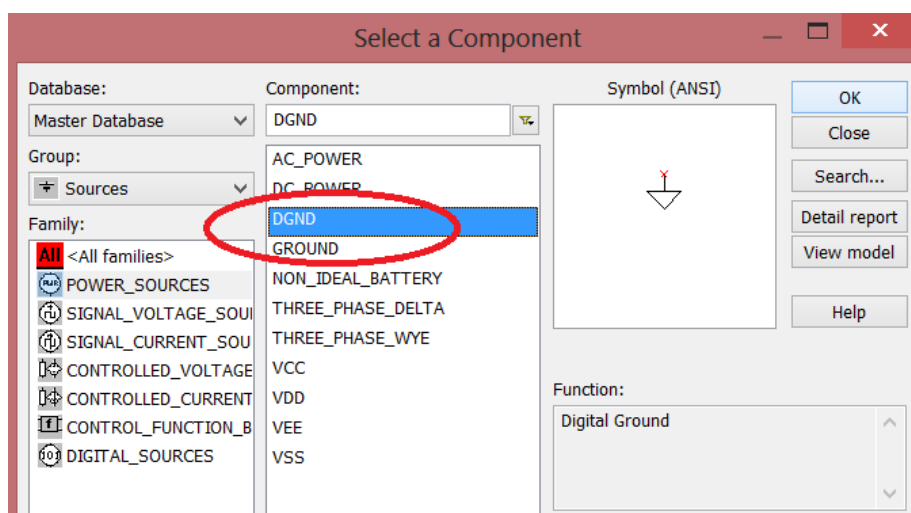 Select a Component
Database:
Master Database
Group:
Sources
Family:
All <All families>
POWER_SOURCES
SIGNAL_VOLTAGE_SOU
SIGNAL_CURRENT_SOU
CONTROLLED_VOLTAGE
CONTROLLED_CURRENT
CONTROL_FUNCTION_B
DIGITAL_SOURCES
Component:
DGND
AC_POWER
DC_POWER
DGND
GROUND
NON_IDEAL_BATTERY
THREE_PHASE_DELTA
THREE_PHASE_WYE
VCC
VDD
VEE
VSS
Symbol (ANSI)
Function:
Digital Ground
OK
Close
Search...
Detail report
View model
Help